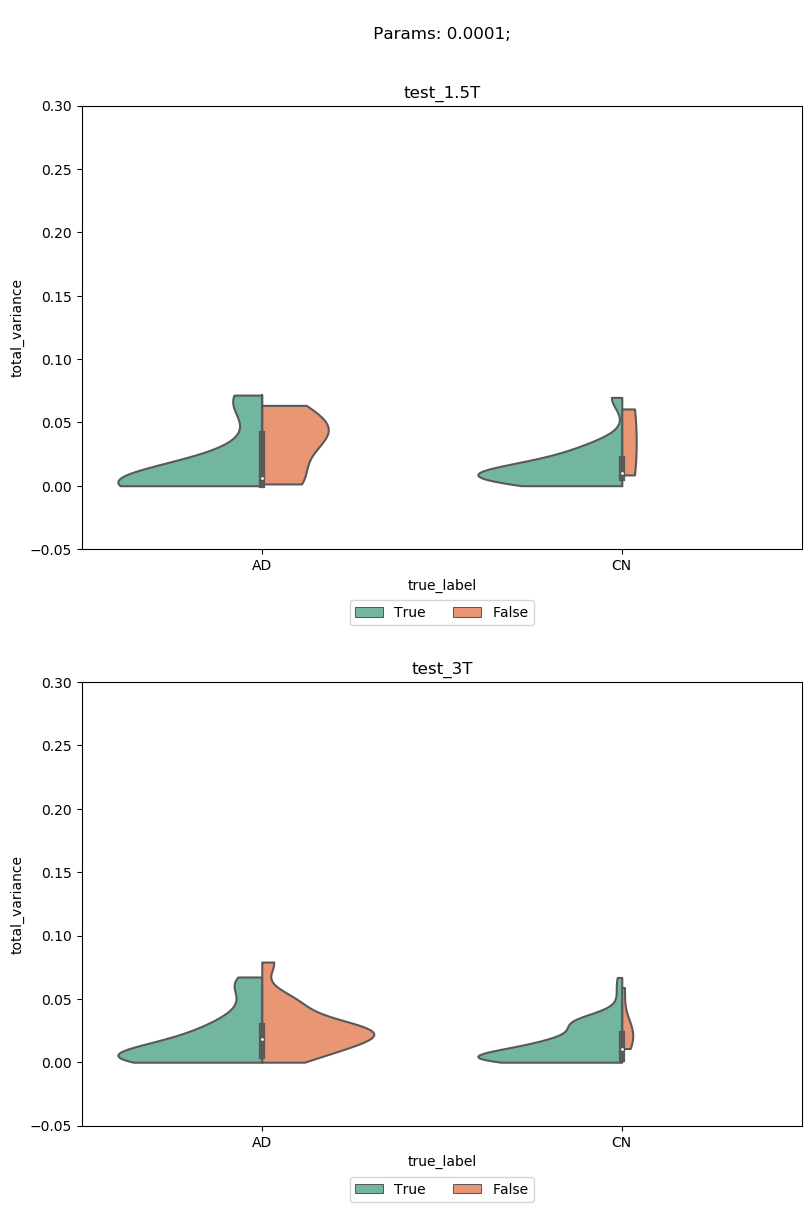 Params: 0.0001;
test_1.5T
0.30
0.25
0.20
0.15
0.10
0.05
0.00
−0.05
total_variance
AD CN
true_label
True False
test_3T
0.30
0.25
0.20
0.15
0.10
0.05
0.00
−0.05
total_variance
AD CN
true_label
True False